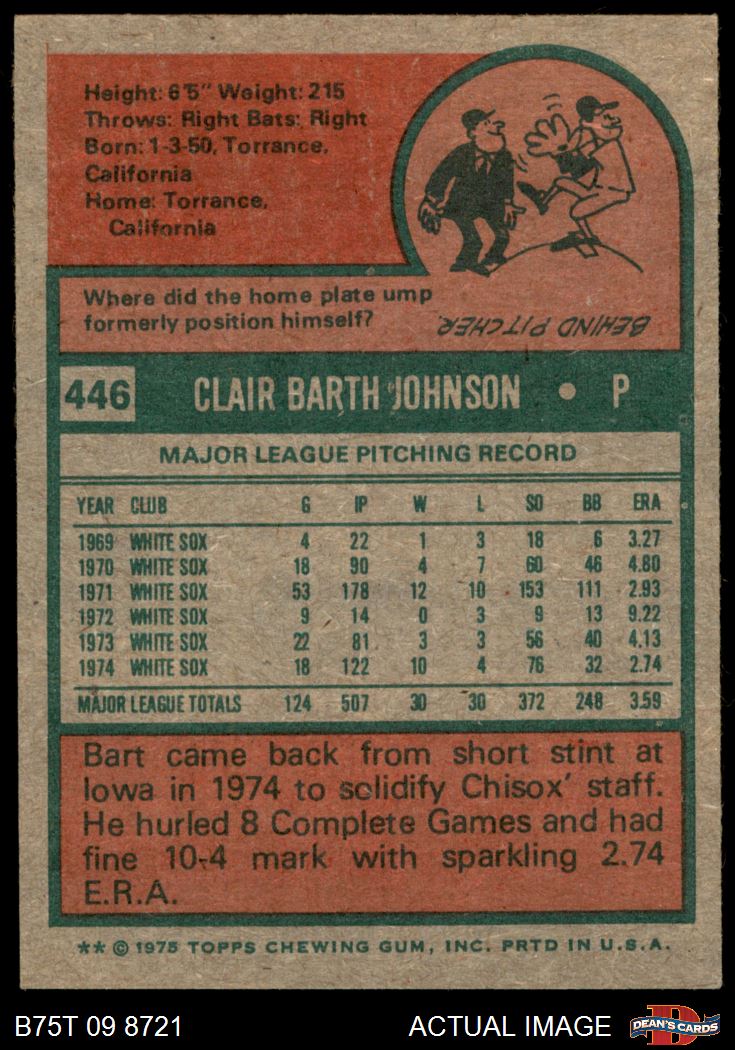 Height: 6'5" Weight: 215
Throws: Right Bats: Right
Born: 1-3-50, Torrance,
California
Home: Torrance,
California
Where did the home plate ump
formerly position himself?
BEHIND PITCHER.
446 CLAIR BARTH JOHNSON • P
MAJOR LEAGUE PITCHING RECORD
YEAR CLUB G IP W L SO BB ERA
1969 WHITE SOX 4 22 1 3 18 6 3.27
1970 WHITE SOX 18 90 4 7 60 46 4.80
1971 WHITE SOX 53 178 12 10 153 111 2.93
1972 WHITE SOX 9 14 0 3 9 13 9.22
1973 WHITE SOX 22 81 3 3 56 40 4.13
1974 WHITE SOX 18 122 10 4 76 32 2.74
MAJOR LEAGUE TOTALS 124 507 30 30 372 248 3.59
Bart came back from short stint at
Iowa in 1974 to solidify Chisox' staff.
He hurled 8 Complete Games and had
fine 10-4 mark with sparkling 2.74
E.R.A.
** © 1975 TOPPS CHEWING GUM, INC. PRTD IN U.S.A.
B75T 09 8721 ACTUAL IMAGE DEAN'S CARDS